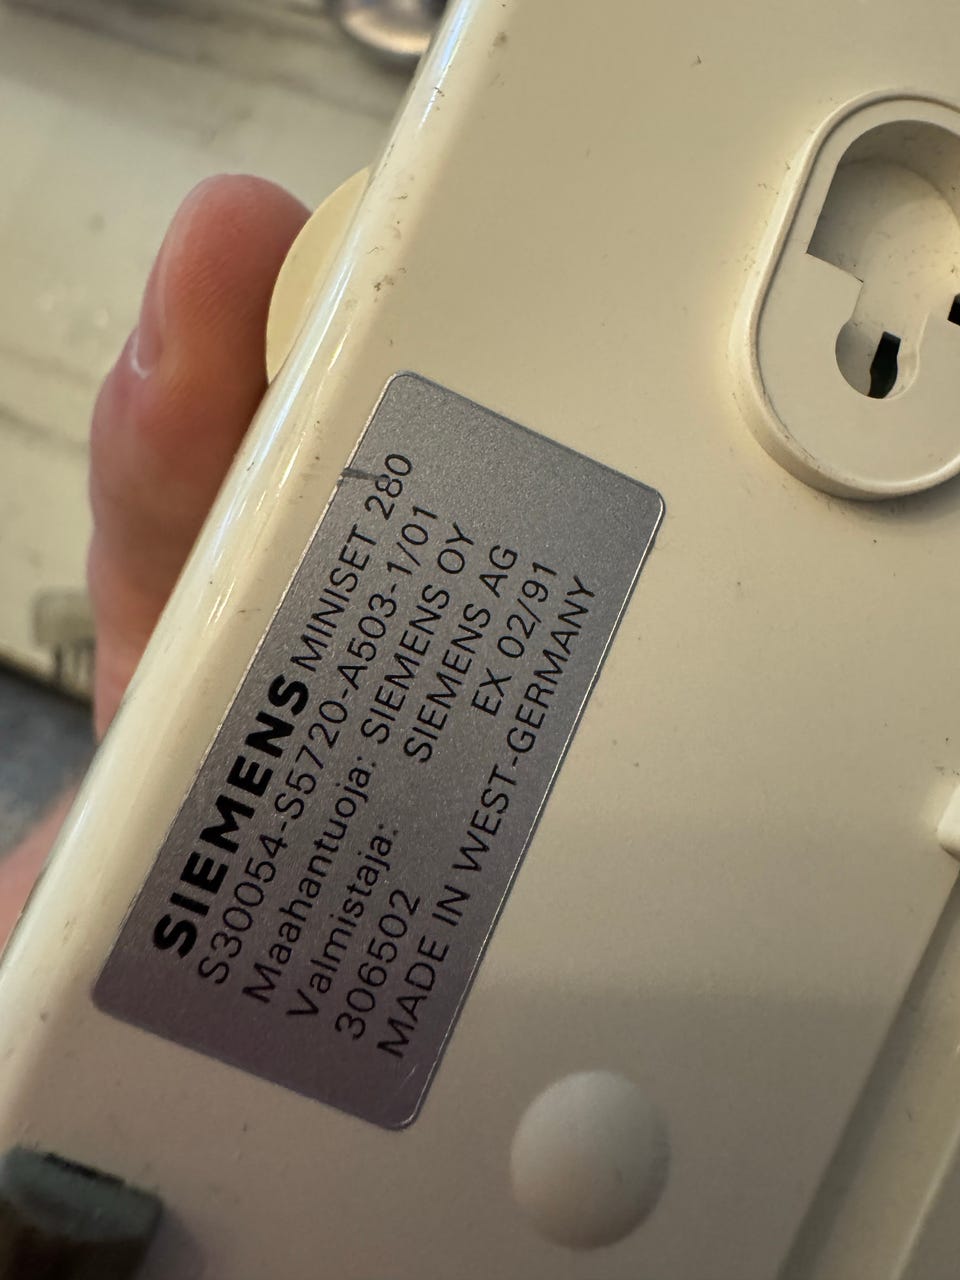 SIEMENS MINISET 280
S30054-S5720-A503-1/01
Maahantuoja: SIEMENS OY
Valmistaja: SIEMENS AG
306502 EX 02/91
MADE IN WEST-GERMANY